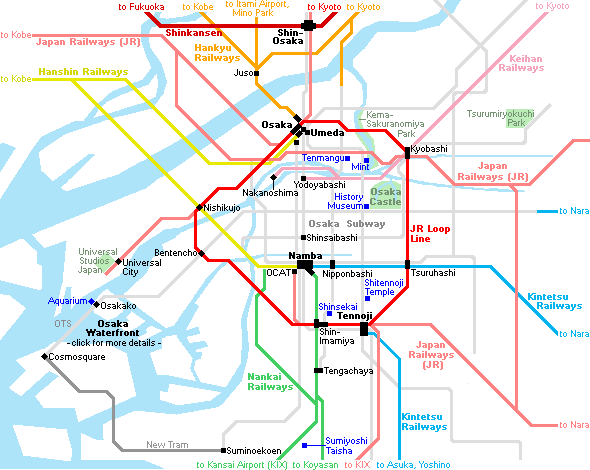 to Fukuoka
to Kobe
to Itami Airport,
Mino Park
to Kyoto
to Kyoto
to Kyoto
Shinkansen
Shin-
Osaka
to Kobe
Japan Railways (JR)
Hankyu
Railways
Keihan
Railways
Juso
to Kobe
Hanshin Railways
Kema-
Sakuranomiya
Park
Tsurumiryokuchi
Park
Osaka
Umeda
Kyobashi
Tenmangu
Mint
Japan
Railways (JR)
Yodoyabashi
Nakanoshima
Osaka
Castle
History
Museum
Nishikujo
to Nara
Osaka Subway
JR Loop
Line
Shinsaibashi
Universal
Studios
Japan
Universal
City
Bentencho
Namba
OCAT
Nipponbashi
Tsuruhashi
Shitennoji
Temple
Kintetsu
Railways
Aquarium
Osakako
Shinsekai
Tennoji
OTS
Osaka
Waterfront
- click for more details -
Shin-
Imamiya
to Nara
Cosmosquare
Japan
Railways
(JR)
Tengachaya
Nankai
Railways
Kintetsu
Railways
to Nara
New Tram
Suminoekoen
Sumiyoshi
Taisha
to Kansai Airport (KIX)
to Koyasan
to KIX
to Asuka, Yoshino